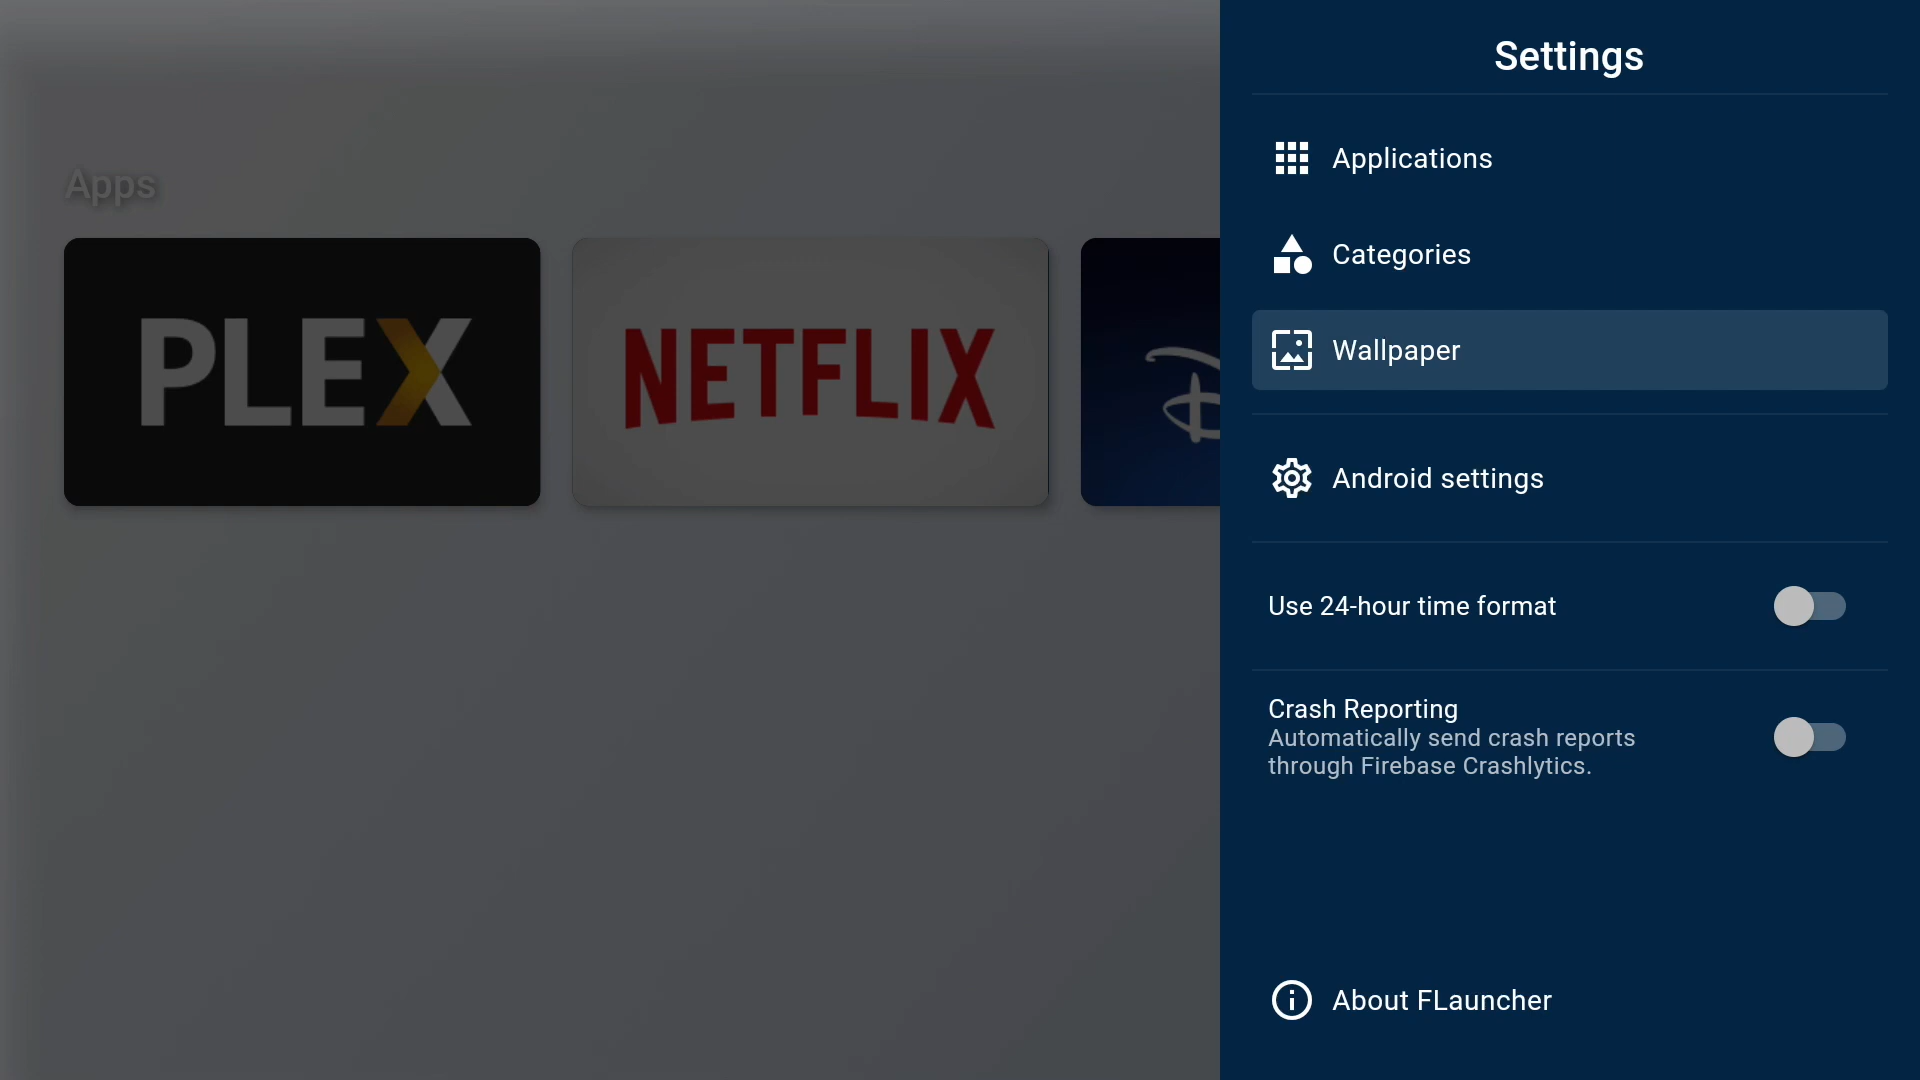 Settings
Apps
PLEX
NETFLIX
Applications
Categories
Wallpaper
Android settings
Use 24-hour time format
Crash Reporting
Automatically send crash reports
through Firebase Crashlytics.
About FLauncher